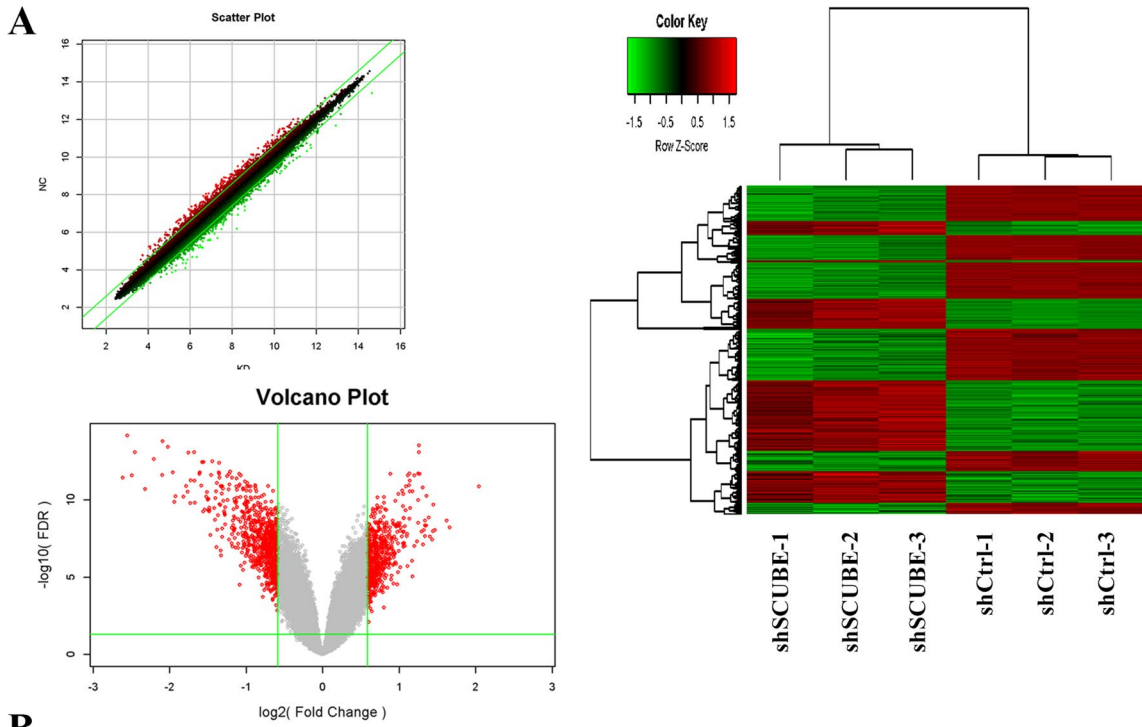 A
Scatter Plot
16
14
12
10
8
6
4
2
NC
2 4 6 8 10 12 14 16
KD
Color Key
-1.5 -0.5 0.5 1.5
Row Z-Score
Volcano Plot
10
5
0
-log10( FDR )
-3 -2 -1 0 1 2 3
log2( Fold Change )
shSCUBE-1
shSCUBE-2
shSCUBE-3
shCtrl-1
shCtrl-2
shCtrl-3
B